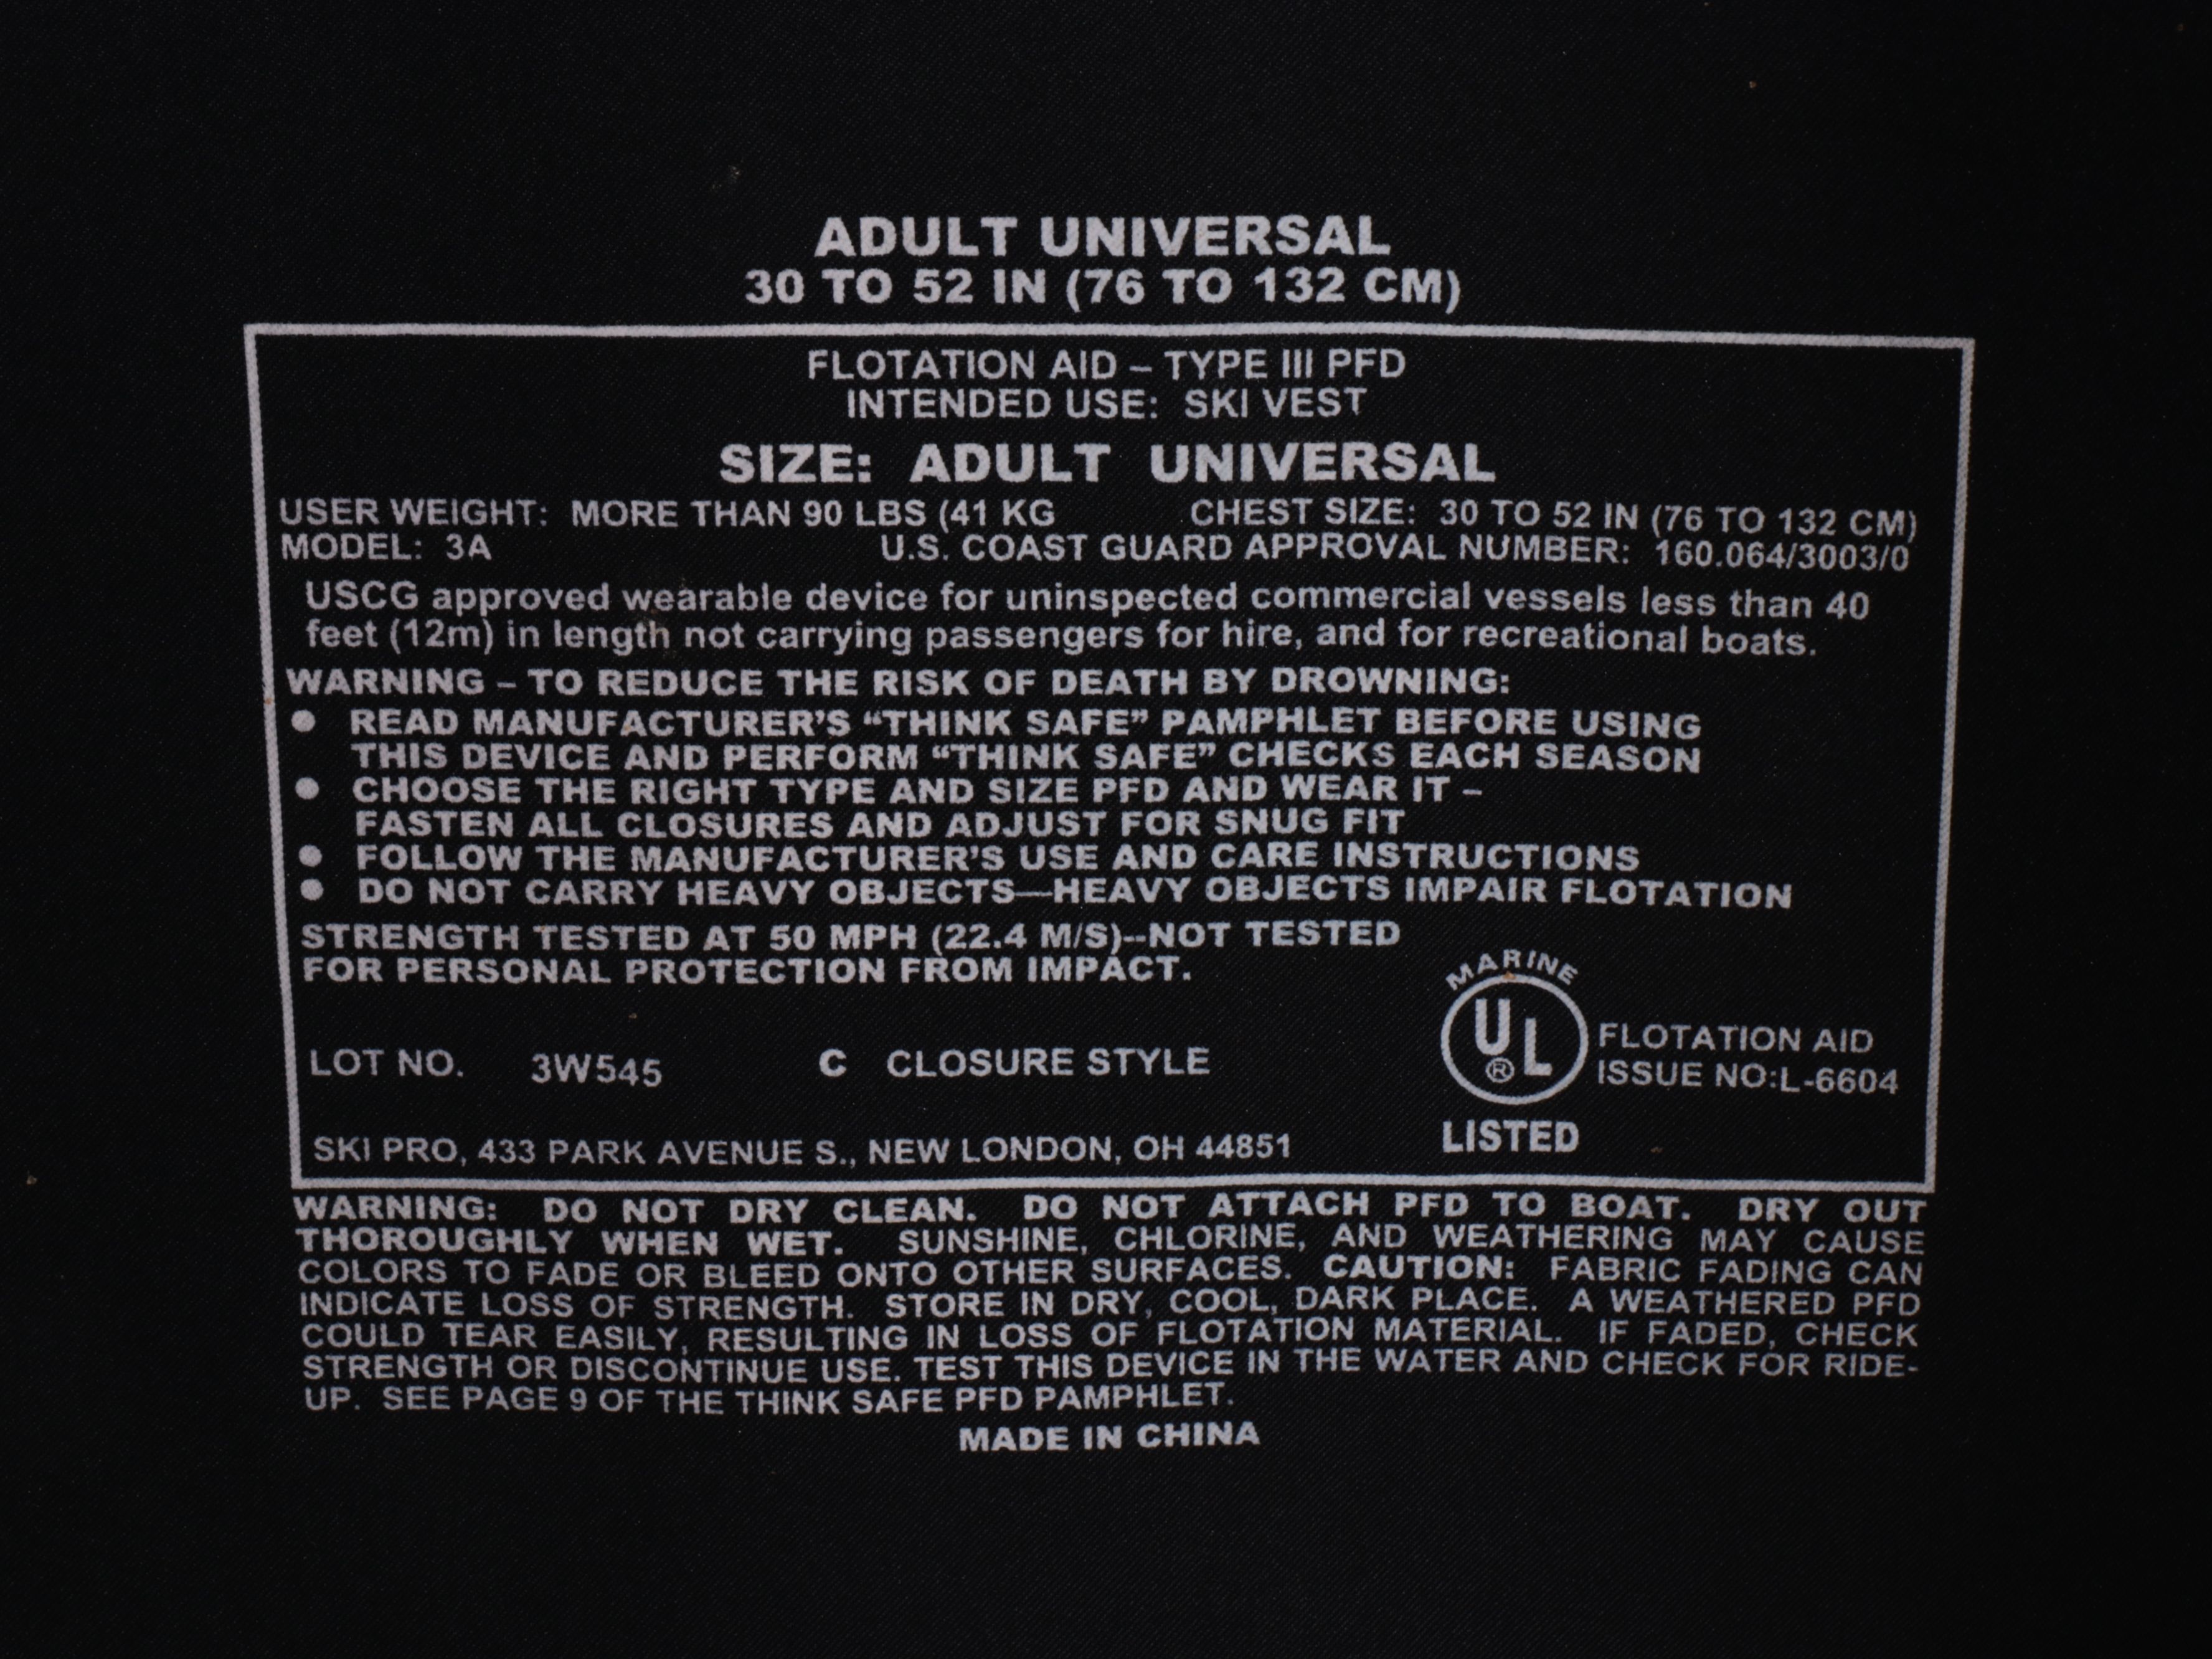 ADULT UNIVERSAL
30 TO 52 IN (76 TO 132 CM)
FLOTATION AID – TYPE III PFD
INTENDED USE: SKI VEST
SIZE: ADULT UNIVERSAL
USER WEIGHT: MORE THAN 90 LBS (41 KG CHEST SIZE: 30 TO 52 IN (76 TO 132 CM)
MODEL: 3A U.S. COAST GUARD APPROVAL NUMBER: 160.064/3003/0
USCG approved wearable device for uninspected commercial vessels less than 40
feet (12m) in length not carrying passengers for hire, and for recreational boats.
WARNING – TO REDUCE THE RISK OF DEATH BY DROWNING:
● READ MANUFACTURER'S “THINK SAFE” PAMPHLET BEFORE USING
THIS DEVICE AND PERFORM “THINK SAFE” CHECKS EACH SEASON
● CHOOSE THE RIGHT TYPE AND SIZE PFD AND WEAR IT –
FASTEN ALL CLOSURES AND ADJUST FOR SNUG FIT
● FOLLOW THE MANUFACTURER'S USE AND CARE INSTRUCTIONS
● DO NOT CARRY HEAVY OBJECTS—HEAVY OBJECTS IMPAIR FLOTATION
STRENGTH TESTED AT 50 MPH (22.4 M/S)--NOT TESTED
FOR PERSONAL PROTECTION FROM IMPACT.
MARINE
UL ®
FLOTATION AID
ISSUE NO:L-6604
LISTED
LOT NO. 3W545 C CLOSURE STYLE
SKI PRO, 433 PARK AVENUE S., NEW LONDON, OH 44851
WARNING: DO NOT DRY CLEAN. DO NOT ATTACH PFD TO BOAT. DRY OUT
THOROUGHLY WHEN WET. SUNSHINE, CHLORINE, AND WEATHERING MAY CAUSE
COLORS TO FADE OR BLEED ONTO OTHER SURFACES. CAUTION: FABRIC FADING CAN
INDICATE LOSS OF STRENGTH. STORE IN DRY, COOL, DARK PLACE. A WEATHERED PFD
COULD TEAR EASILY, RESULTING IN LOSS OF FLOTATION MATERIAL. IF FADED, CHECK
STRENGTH OR DISCONTINUE USE. TEST THIS DEVICE IN THE WATER AND CHECK FOR RIDE-
UP. SEE PAGE 9 OF THE THINK SAFE PFD PAMPHLET.
MADE IN CHINA